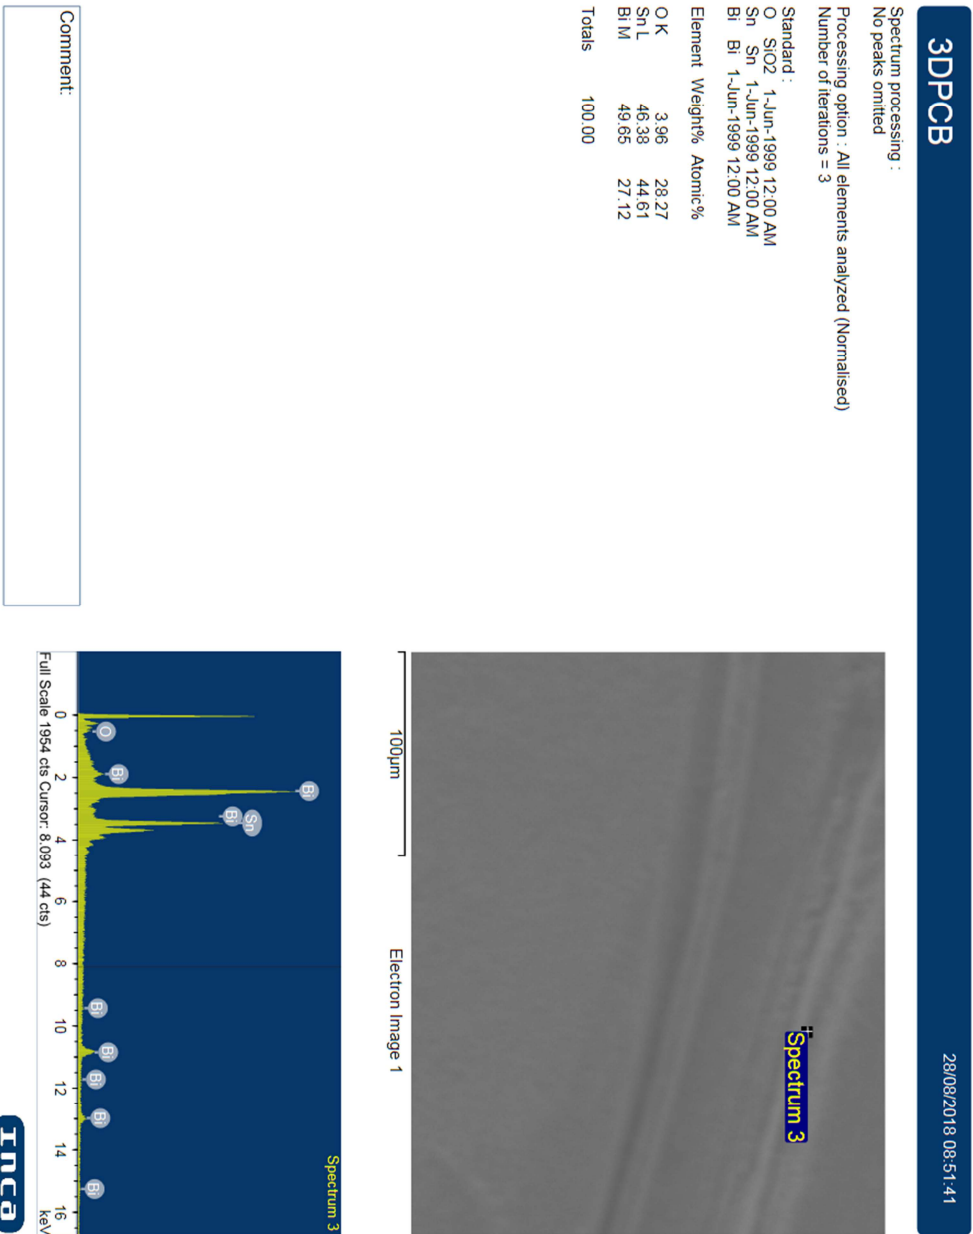 3DPCB
28/08/2018 08:51:41
Spectrum processing :
No peaks omitted
Processing option : All elements analyzed (Normalised)
Number of iterations = 3
Standard :
O SiO2 1-Jun-1999 12:00 AM
Sn Sn 1-Jun-1999 12:00 AM
Bi Bi 1-Jun-1999 12:00 AM
Element Weight% Atomic%
O K 3.96 28.27
Sn L 46.38 44.61
Bi M 49.65 27.12
Totals 100.00
Comment:
Spectrum 3
100µm
Electron Image 1
Spectrum 3
Bi
Sn
Bi
Bi
O
Bi
Bi
Bi
Bi
Bi
0 2 4 6 8 10 12 14 16
Full Scale 1954 cts Cursor: 8.093 (44 cts)
keV
Inca